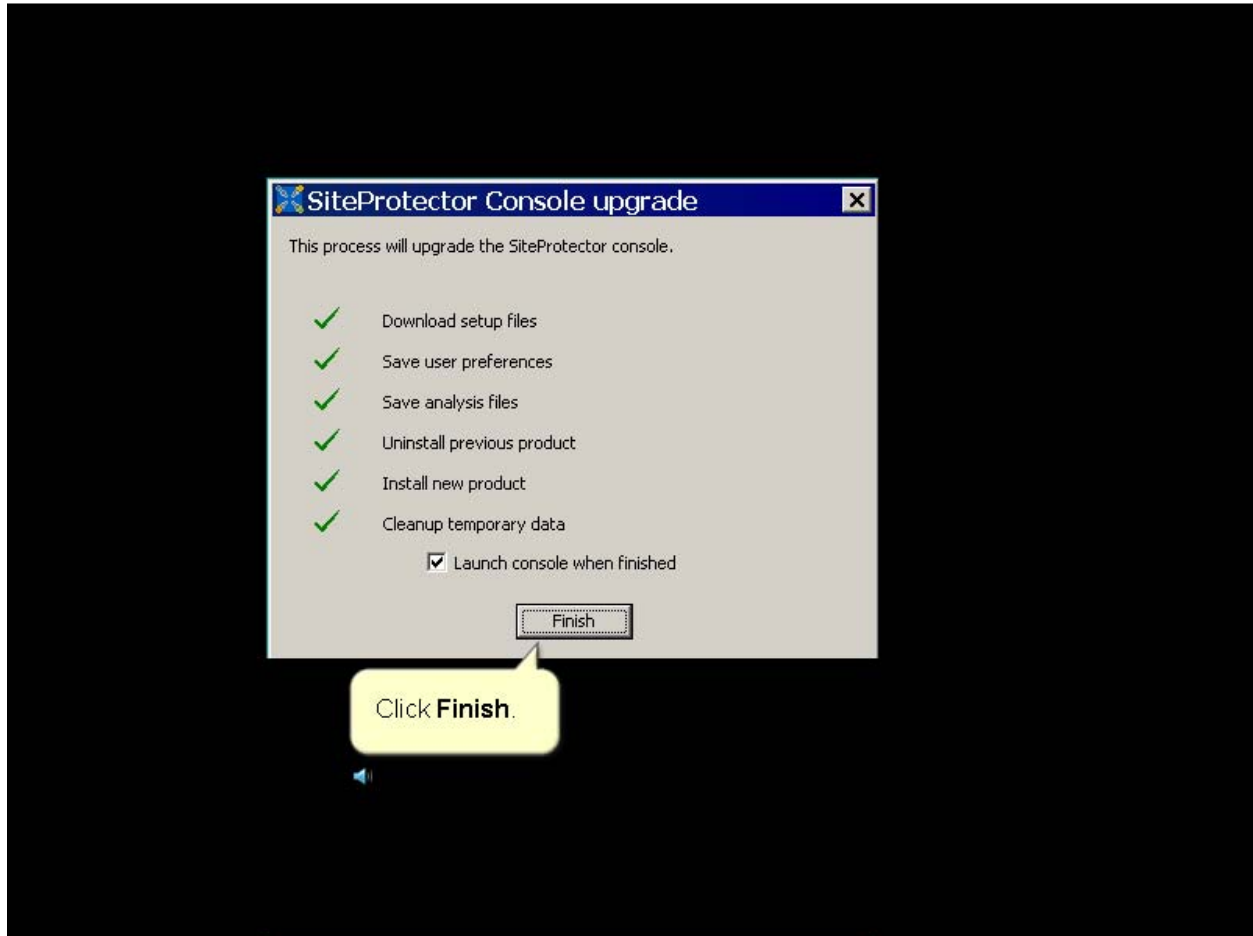 SiteProtector Console upgrade
This process will upgrade the SiteProtector console.
Download setup files
Save user preferences
Save analysis files
Uninstall previous product
Install new product
Cleanup temporary data
Launch console when finished
Finish
Click Finish.